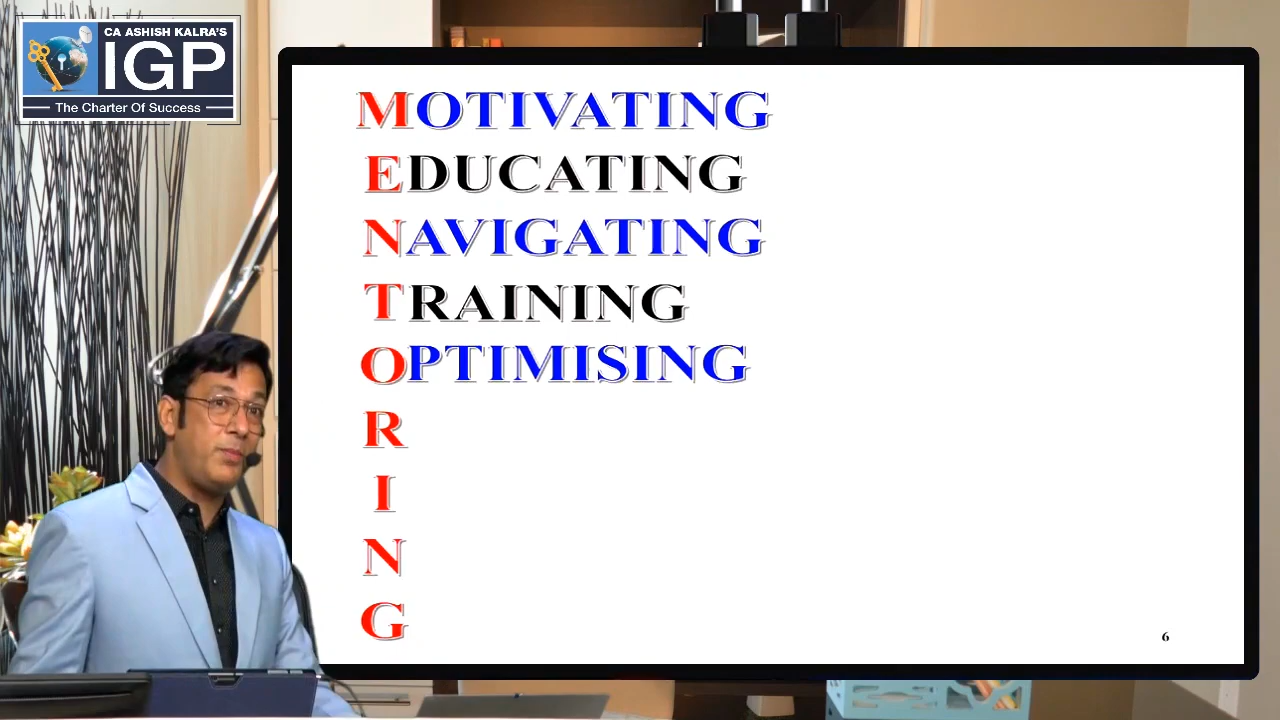 CA ASHISH KALRA'S
IGP
The Charter Of Success
MOTIVATING
EDUCATING
NAVIGATING
TRAINING
OPTIMISING
R
I
N
G
6